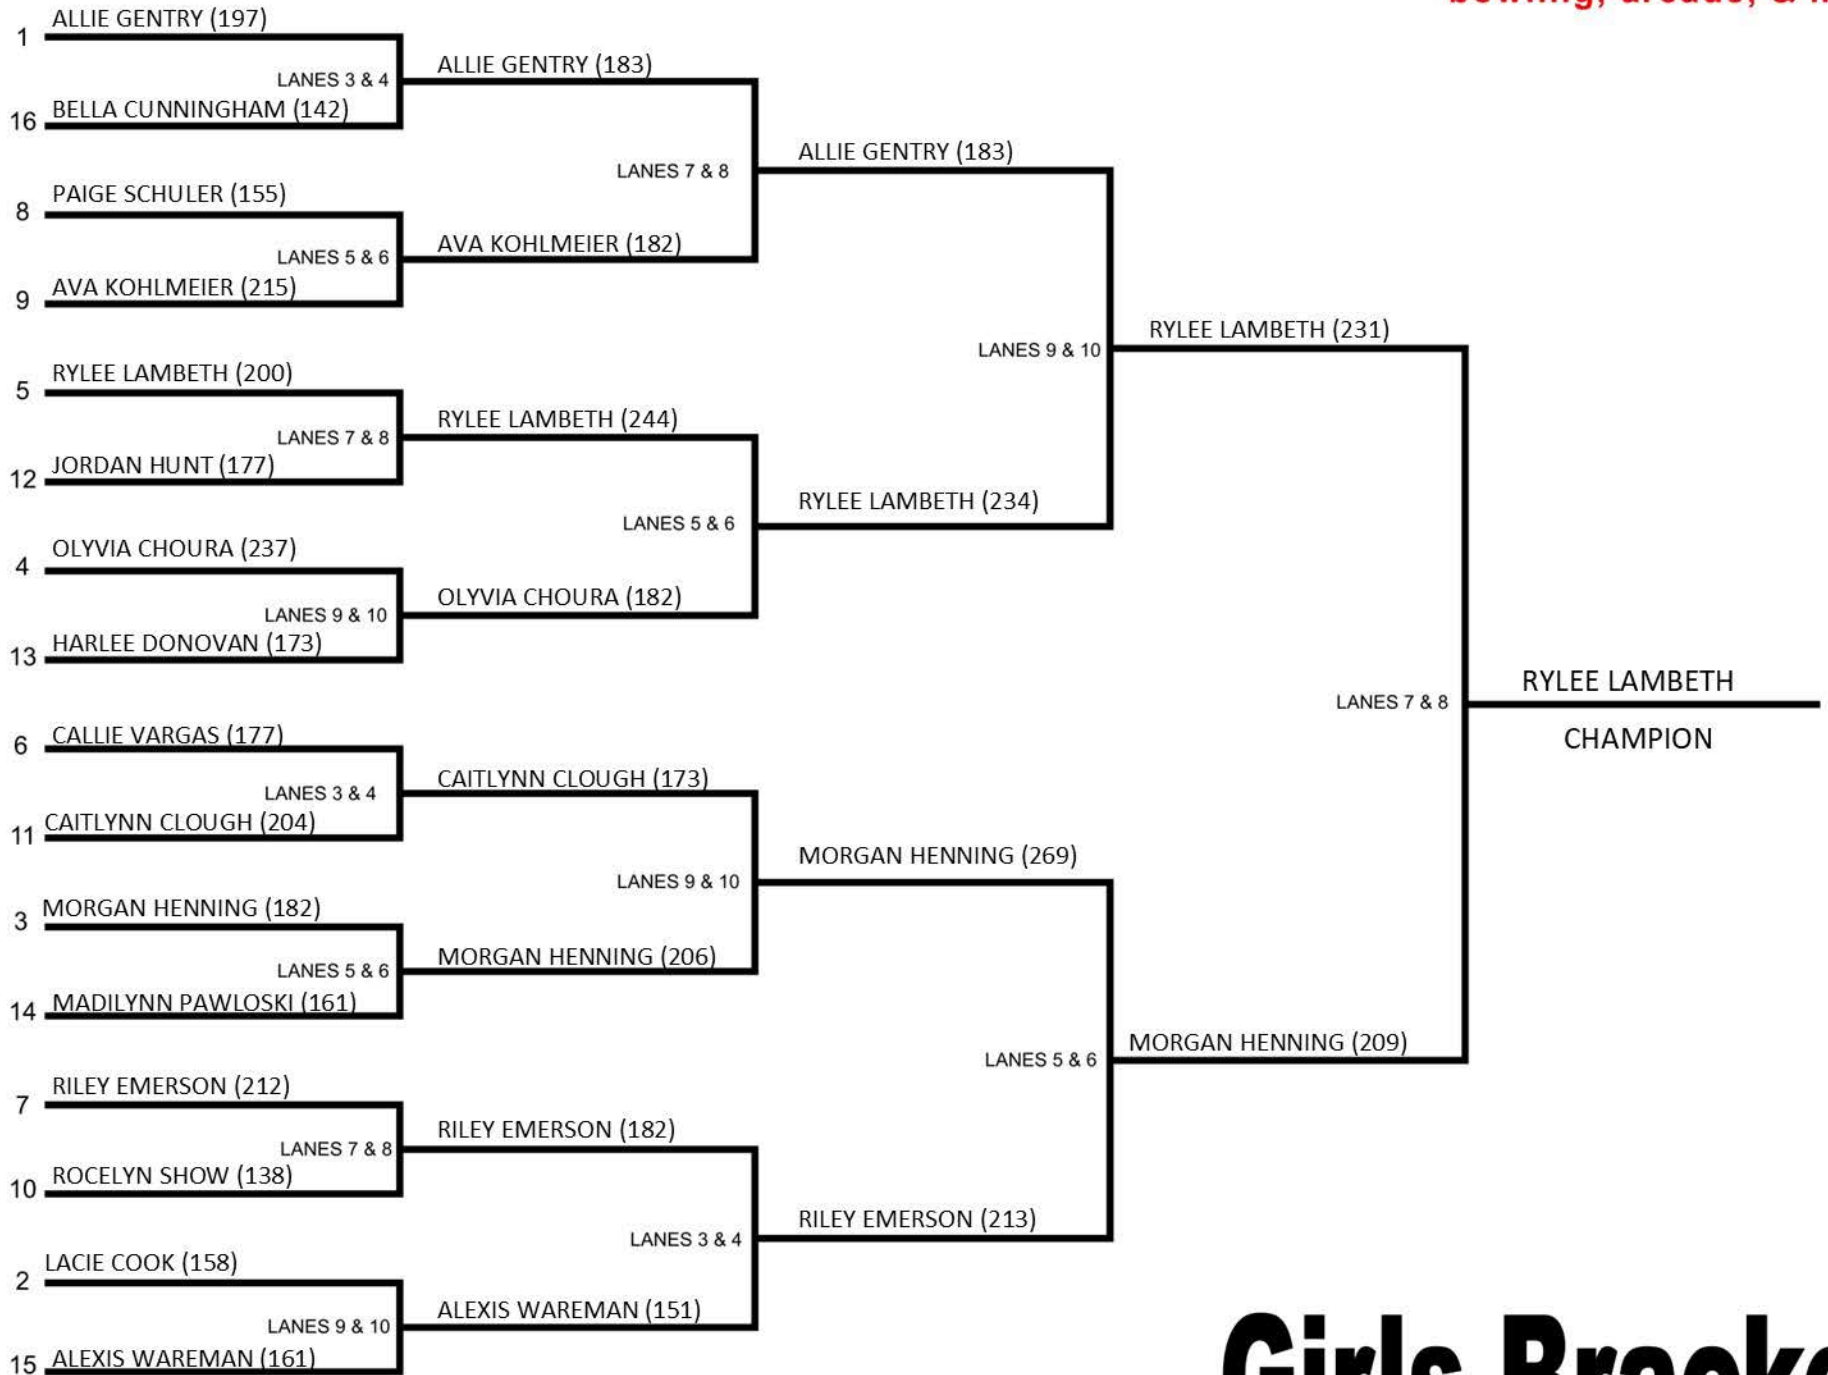 bowling, arcade, &
1
ALLIE GENTRY (197)
LANES 3 & 4
16
BELLA CUNNINGHAM (142)
ALLIE GENTRY (183)
LANES 7 & 8
8
PAIGE SCHULER (155)
LANES 5 & 6
9
AVA KOHLMEIER (215)
AVA KOHLMEIER (182)
ALLIE GENTRY (183)
LANES 9 & 10
5
RYLEE LAMBETH (200)
LANES 7 & 8
12
JORDAN HUNT (177)
RYLEE LAMBETH (244)
LANES 5 & 6
4
OLYVIA CHOURA (237)
LANES 9 & 10
13
HARLEE DONOVAN (173)
OLYVIA CHOURA (182)
RYLEE LAMBETH (234)
RYLEE LAMBETH (231)
LANES 7 & 8
RYLEE LAMBETH
CHAMPION
6
CALLIE VARGAS (177)
LANES 3 & 4
11
CAITLYNN CLOUGH (204)
CAITLYNN CLOUGH (173)
LANES 9 & 10
3
MORGAN HENNING (182)
LANES 5 & 6
14
MADILYNN PAWLOSKI (161)
MORGAN HENNING (206)
MORGAN HENNING (269)
LANES 5 & 6
MORGAN HENNING (209)
7
RILEY EMERSON (212)
LANES 7 & 8
10
ROCELYN SHOW (138)
RILEY EMERSON (182)
LANES 3 & 4
RILEY EMERSON (213)
2
LACIE COOK (158)
LANES 9 & 10
15
ALEXIS WAREMAN (161)
ALEXIS WAREMAN (151)
Girls